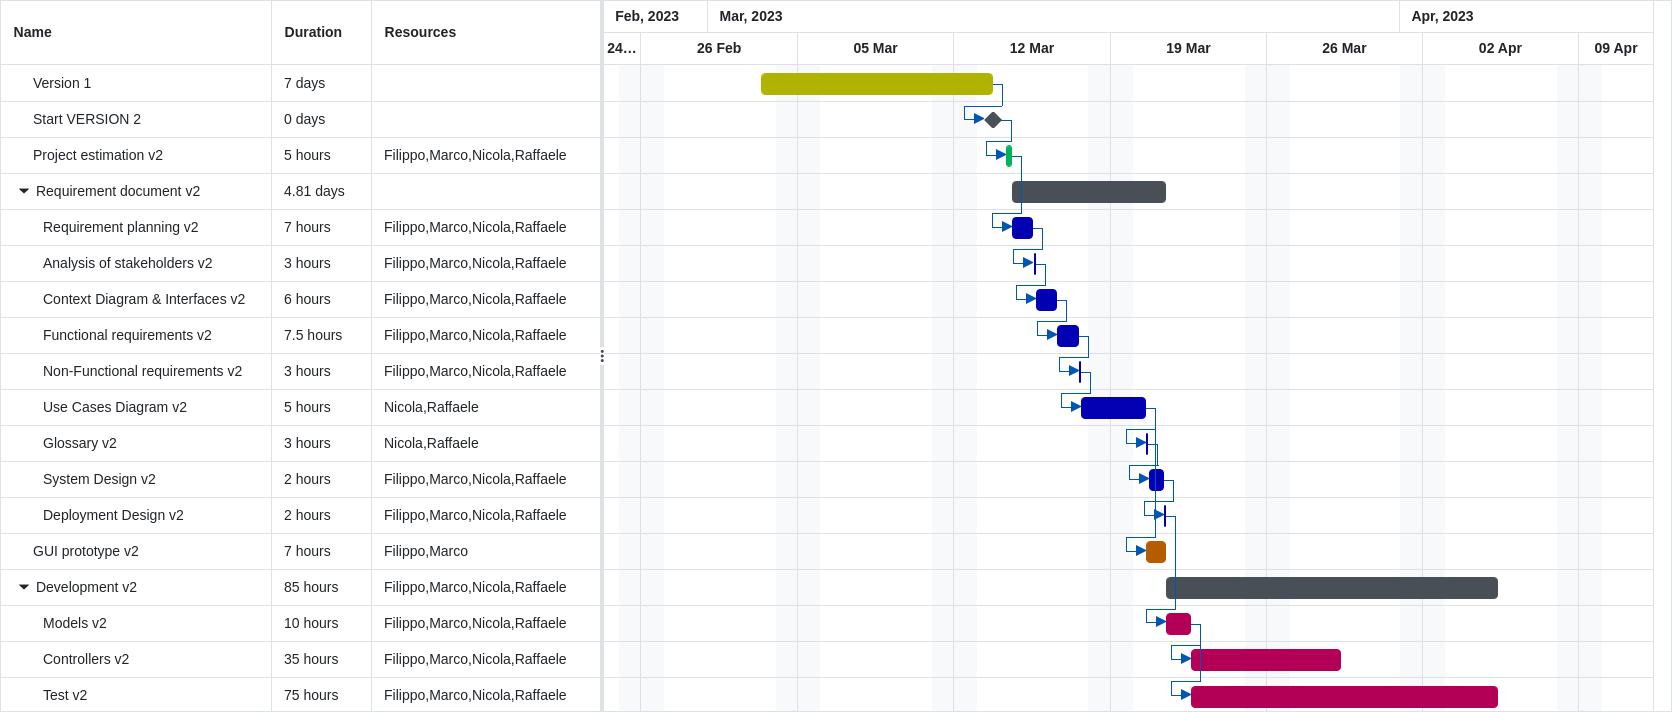 Name Duration Resources Feb, 2023 Mar, 2023 Apr, 2023
24... 26 Feb 05 Mar 12 Mar 19 Mar 26 Mar 02 Apr 09 Apr
Version 1 7 days
Start VERSION 2 0 days
Project estimation v2 5 hours Filippo,Marco,Nicola,Raffaele
Requirement document v2 4.81 days
Requirement planning v2 7 hours Filippo,Marco,Nicola,Raffaele
Analysis of stakeholders v2 3 hours Filippo,Marco,Nicola,Raffaele
Context Diagram & Interfaces v2 6 hours Filippo,Marco,Nicola,Raffaele
Functional requirements v2 7.5 hours Filippo,Marco,Nicola,Raffaele
Non-Functional requirements v2 3 hours Filippo,Marco,Nicola,Raffaele
Use Cases Diagram v2 5 hours Nicola,Raffaele
Glossary v2 3 hours Nicola,Raffaele
System Design v2 2 hours Filippo,Marco,Nicola,Raffaele
Deployment Design v2 2 hours Filippo,Marco,Nicola,Raffaele
GUI prototype v2 7 hours Filippo,Marco
Development v2 85 hours Filippo,Marco,Nicola,Raffaele
Models v2 10 hours Filippo,Marco,Nicola,Raffaele
Controllers v2 35 hours Filippo,Marco,Nicola,Raffaele
Test v2 75 hours Filippo,Marco,Nicola,Raffaele